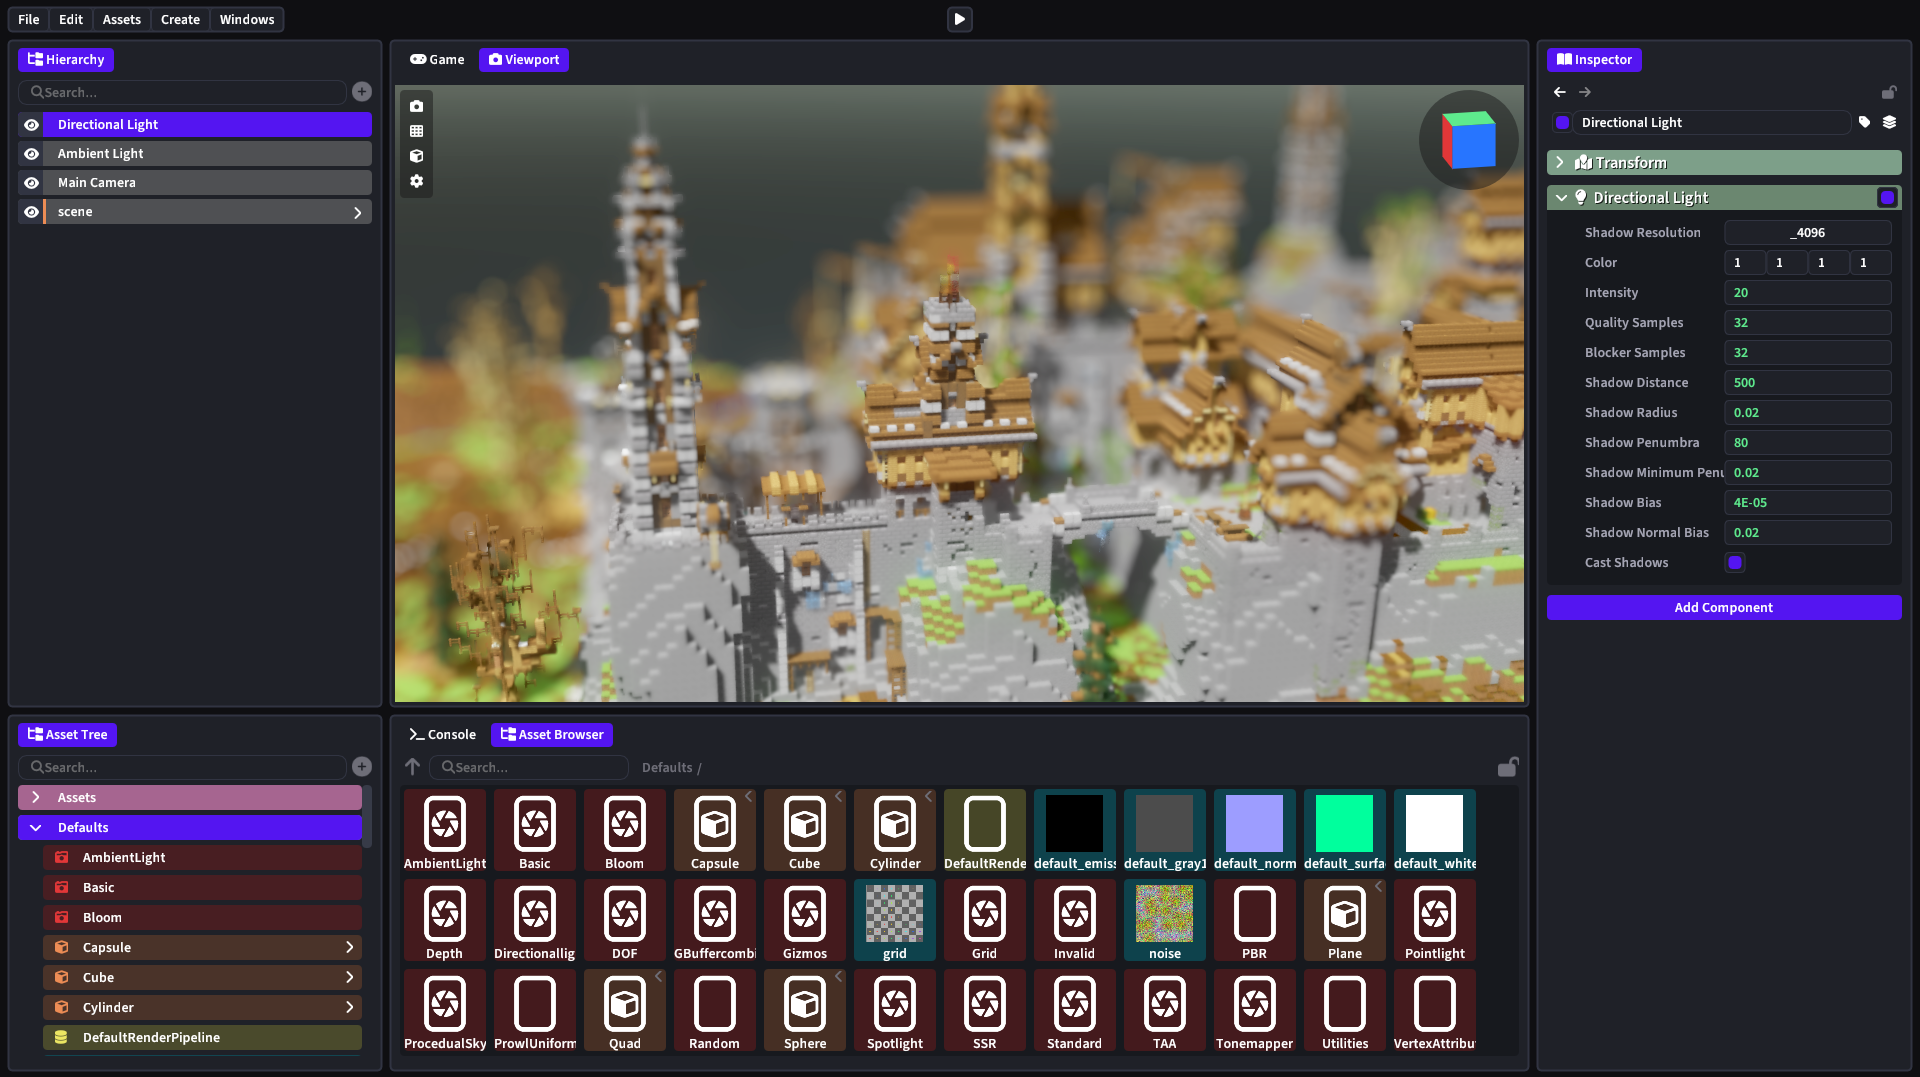 File Edit Assets Create Windows
Hierarchy
Search...
Directional Light
Ambient Light
Main Camera
scene
Game Viewport
Inspector
Directional Light
Transform
Directional Light
Shadow Resolution _4096
Color 1 1 1 1
Intensity 20
Quality Samples 32
Blocker Samples 32
Shadow Distance 500
Shadow Radius 0.02
Shadow Penumbra 80
Shadow Minimum Penu 0.02
Shadow Bias 4E-05
Shadow Normal Bias 0.02
Cast Shadows
Add Component
Asset Tree
Search...
Assets
Defaults
AmbientLight
Basic
Bloom
Capsule
Cube
Cylinder
DefaultRenderPipeline
Console Asset Browser
Search... Defaults /
AmbientLight Basic Bloom Capsule Cube Cylinder DefaultRende default_emiss default_gray1 default_norm default_surfa default_white
Depth Directionallig DOF GBuffercombi Gizmos grid Grid Invalid noise PBR Plane Pointlight
ProcedualSky ProwlUniform Quad Random Sphere Spotlight SSR Standard TAA Tonemapper Utilities VertexAttribu